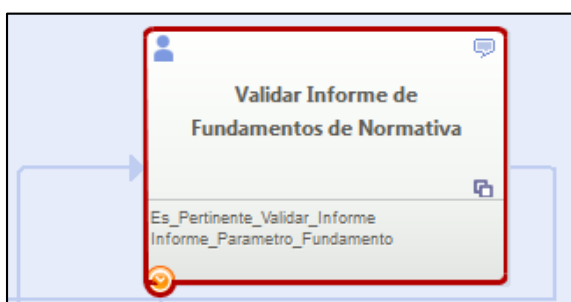 Validar Informe de
Fundamentos de Normativa
Es_Pertinente_Validar_Informe
Informe_Parametro_Fundamento